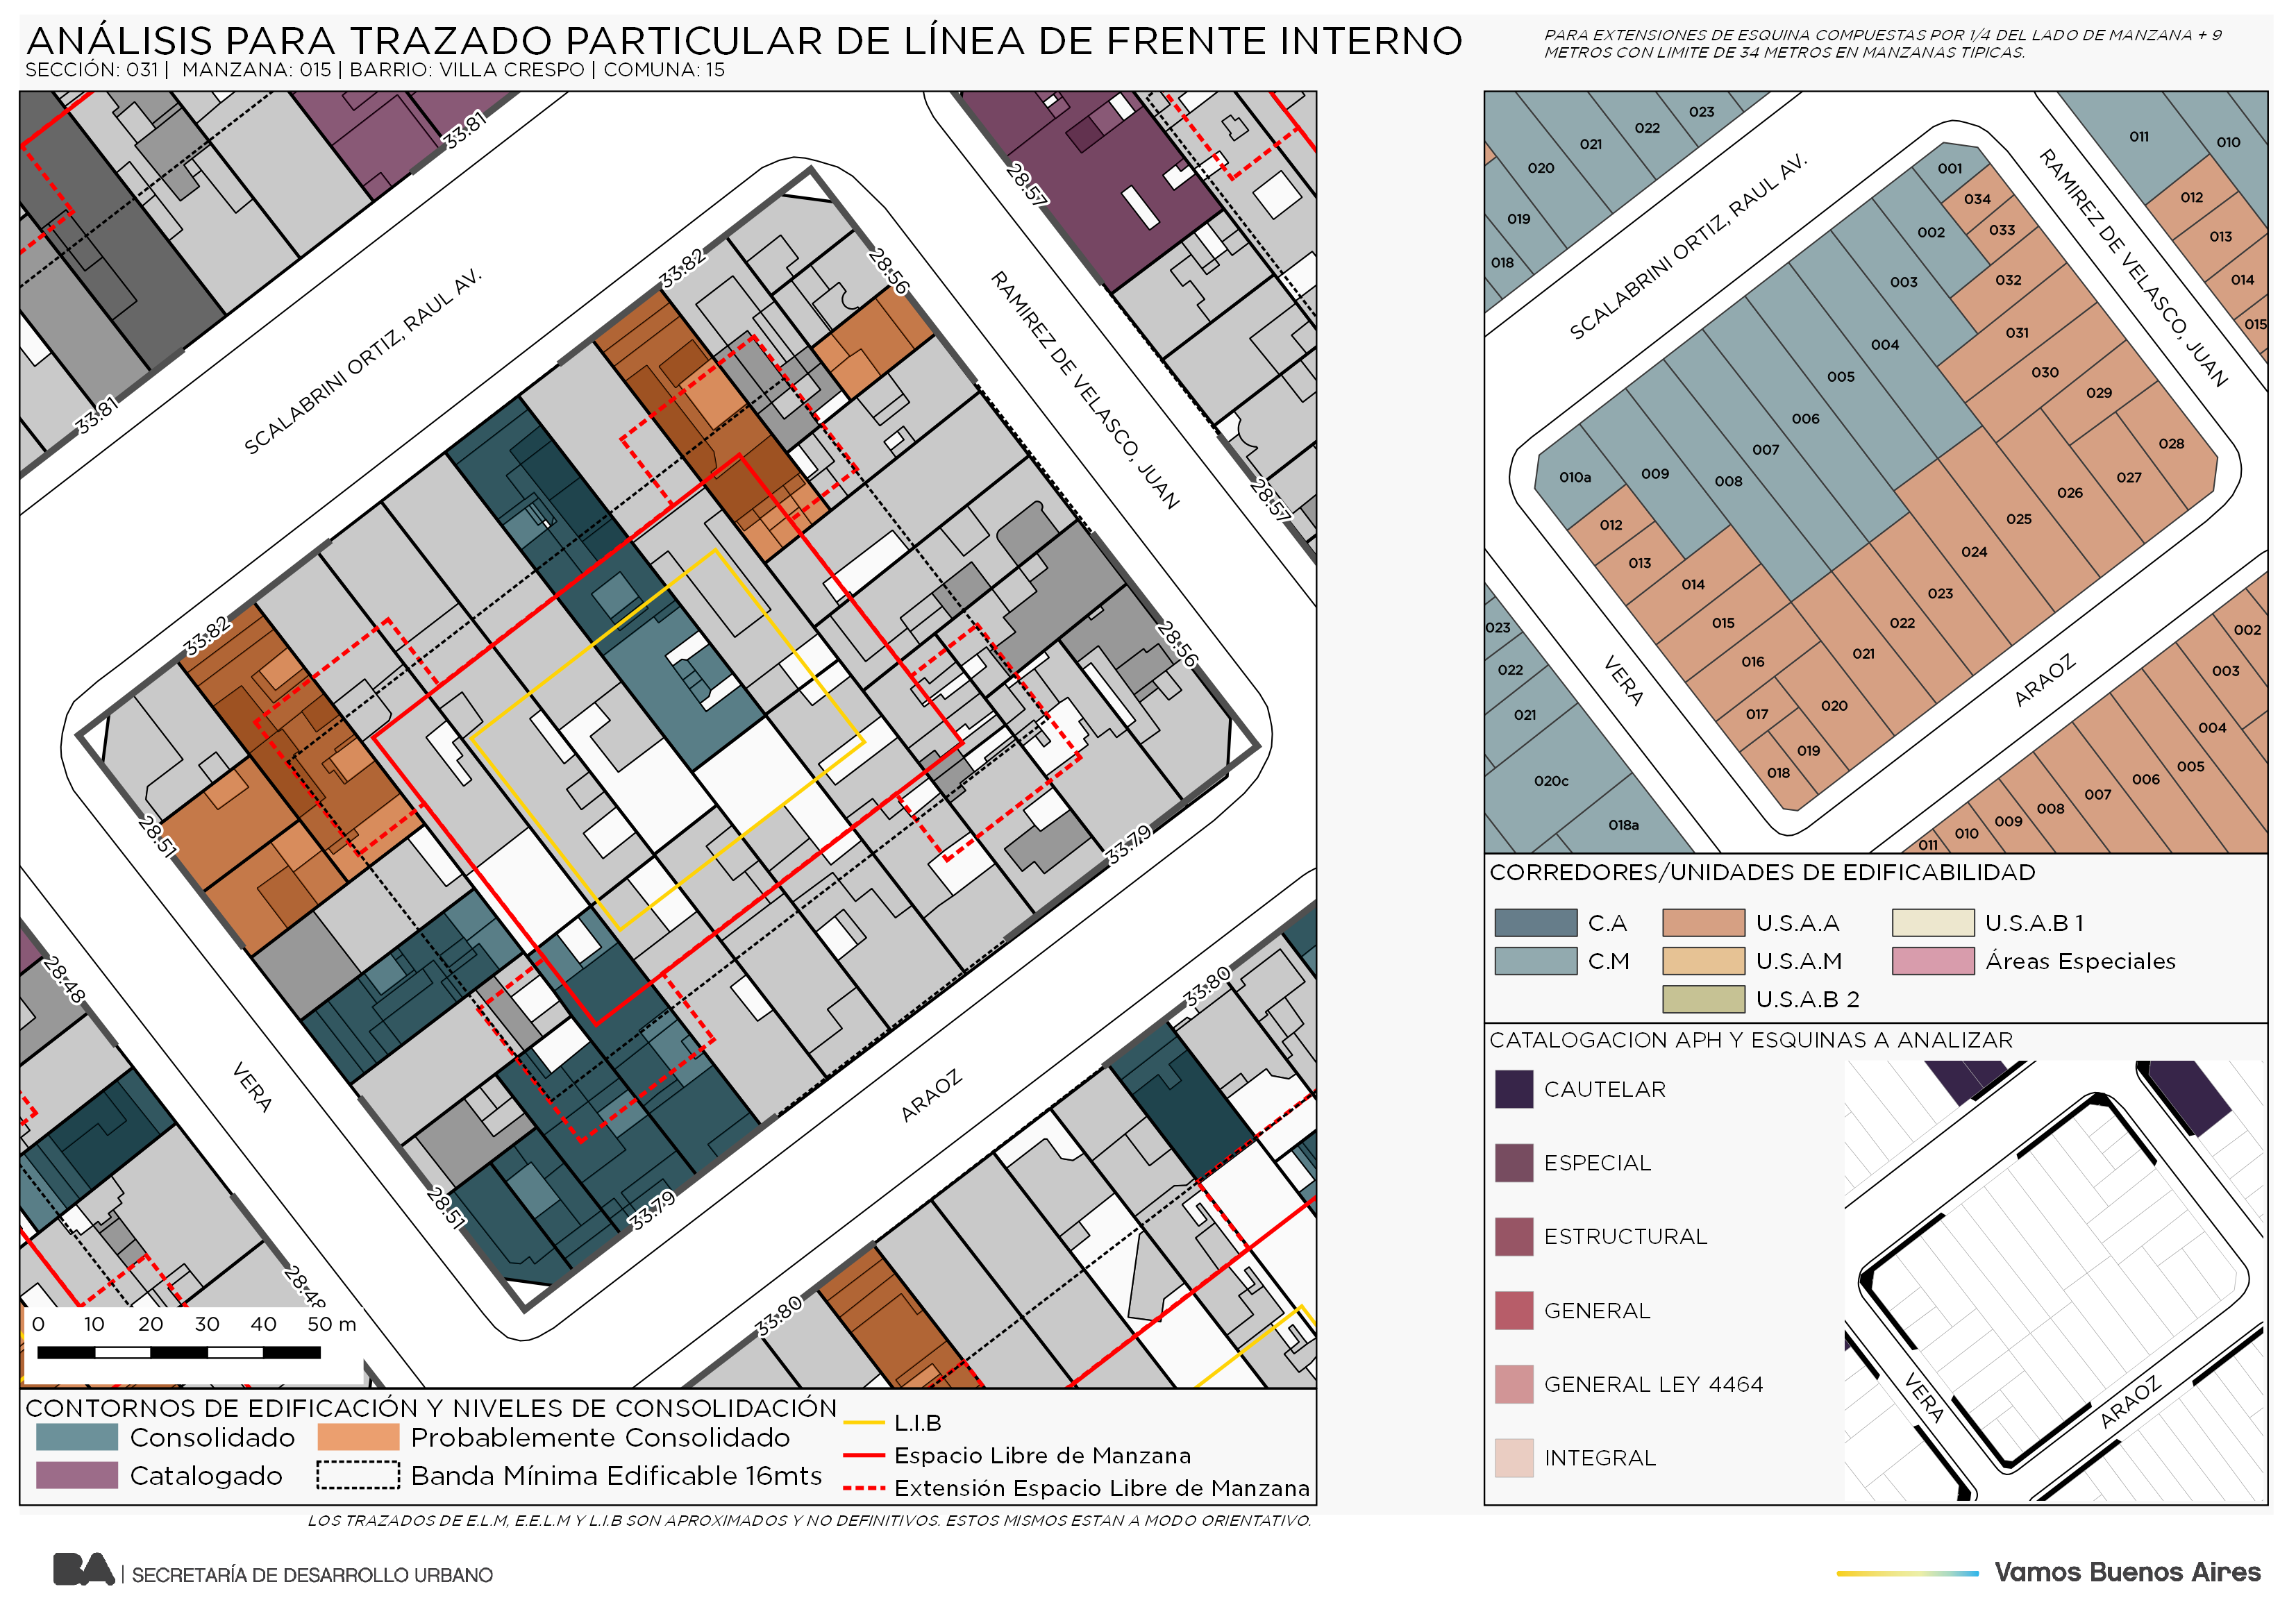 ANÁLISIS PARA TRAZADO PARTICULAR DE LÍNEA DE FRENTE INTERNO
SECCIÓN: 031 | MANZANA: 015 | BARRIO: VILLA CRESPO | COMUNA: 15
PARA EXTENSIONES DE ESQUINA COMPUESTAS POR 1/4 DEL LADO DE MANZANA + 9
METROS CON LIMITE DE 34 METROS EN MANZANAS TIPICAS.
33.81
33.81
28.57
28.57
SCALABRINI ORTIZ, RAUL AV.
RAMIREZ DE VELASCO, JUAN
33.82
28.56
33.82
28.56
28.51
28.51
33.79
33.79
28.48
28.48
33.80
33.80
VERA
ARAOZ
0 10 20 30 40 50 m
CONTORNOS DE EDIFICACIÓN Y NIVELES DE CONSOLIDACIÓN
Consolidado
Probablemente Consolidado
Catalogado
Banda Mínima Edificable 16mts
L.I.B
Espacio Libre de Manzana
Extensión Espacio Libre de Manzana
LOS TRAZADOS DE E.L.M, E.E.L.M Y L.I.B SON APROXIMADOS Y NO DEFINITIVOS. ESTOS MISMOS ESTAN A MODO ORIENTATIVO.
023
022
021
020
019
018
SCALABRINI ORTIZ, RAUL AV.
RAMIREZ DE VELASCO, JUAN
011
010
012
013
014
015
001
034
033
002
032
003
031
004
030
005
029
006
028
007
027
008
026
009
025
010a
024
012
023
013
022
014
021
015
020
016
019
017
018
VERA
ARAOZ
023
022
021
020c
018a
002
003
004
005
006
007
008
009
010
011
CORREDORES/UNIDADES DE EDIFICABILIDAD
C.A
U.S.A.A
U.S.A.B 1
C.M
U.S.A.M
Áreas Especiales
U.S.A.B 2
CATALOGACION APH Y ESQUINAS A ANALIZAR
CAUTELAR
ESPECIAL
ESTRUCTURAL
GENERAL
GENERAL LEY 4464
INTEGRAL
VERA
ARAOZ
BA | SECRETARÍA DE DESARROLLO URBANO
Vamos Buenos Aires